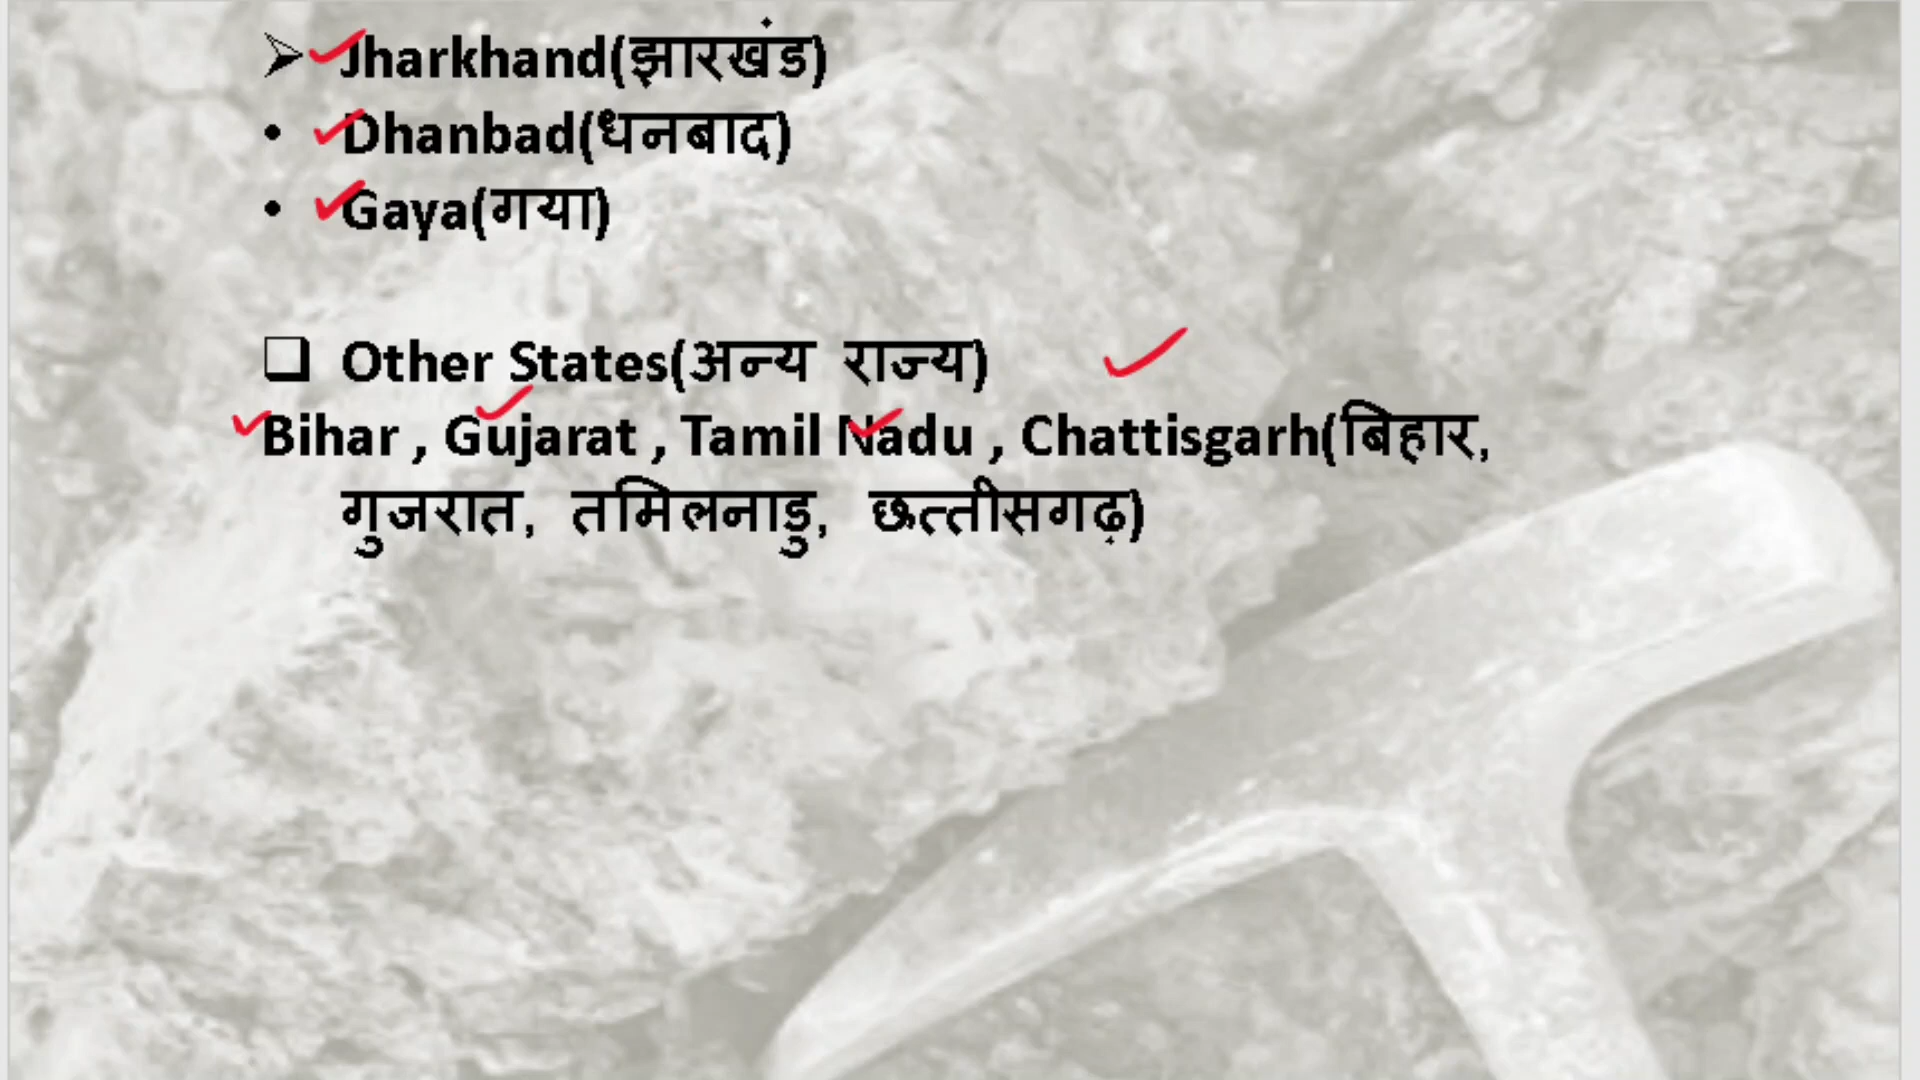 ➢ Jharkhand(झारखंड)
• Dhanbad(धनबाद)
• Gaya(गया)
❑ Other States(अन्य राज्य)
Bihar , Gujarat , Tamil Nadu , Chattisgarh(बिहार,
गुजरात, तमिलनाडु, छत्तीसगढ़)